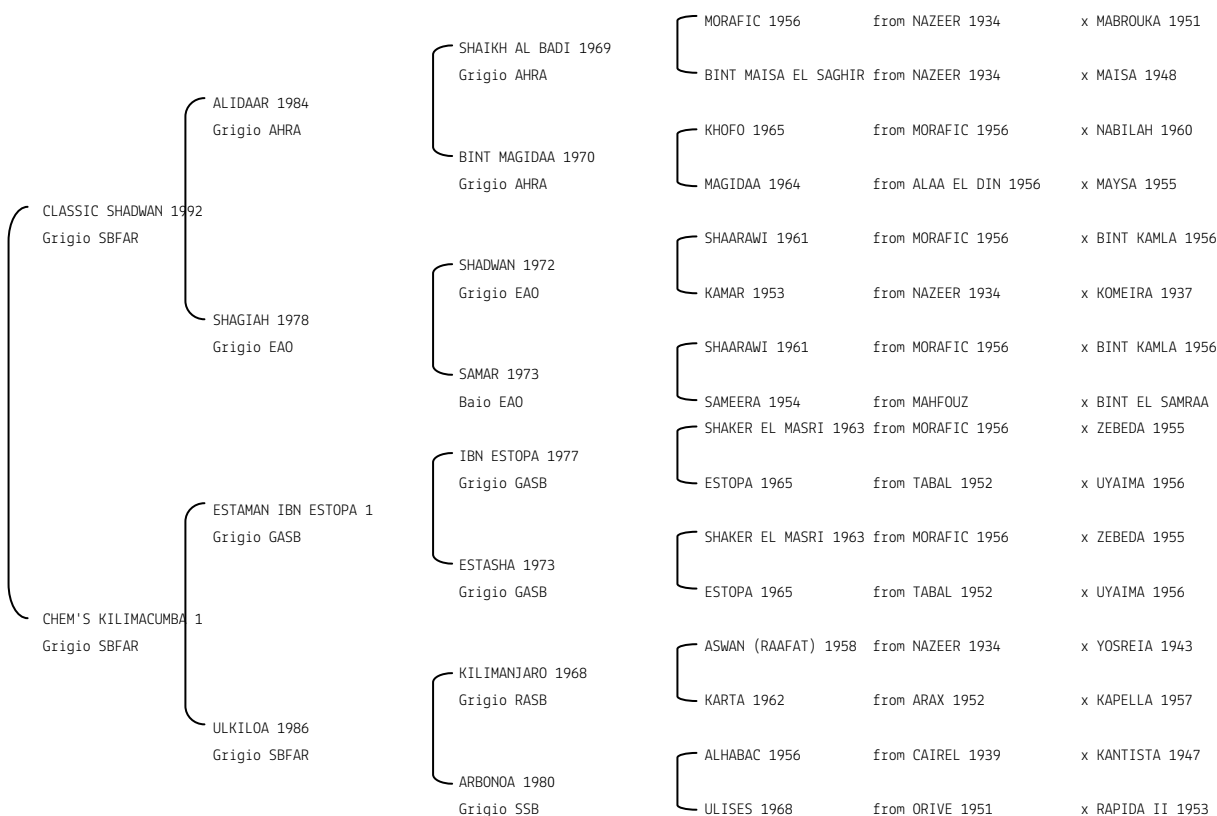 MORAFIC 1956 from NAZEER 1934 x MABROUKA 1951
SHAIKH AL BADI 1969
Grigio AHRA
BINT MAISA EL SAGHIR from NAZEER 1934 x MAISA 1948
ALIDAAR 1984
Grigio AHRA
KHOFO 1965 from MORAFIC 1956 x NABILAH 1960
BINT MAGIDAA 1970
Grigio AHRA
MAGIDAA 1964 from ALAA EL DIN 1956 x MAYSA 1955
CLASSIC SHADWAN 1992
Grigio SBFAR
SHAARAWI 1961 from MORAFIC 1956 x BINT KAMLA 1956
SHADWAN 1972
Grigio EAO
KAMAR 1953 from NAZEER 1934 x KOMEIRA 1937
SHAGIAH 1978
Grigio EAO
SHAARAWI 1961 from MORAFIC 1956 x BINT KAMLA 1956
SAMAR 1973
Baio EAO
SAMEERA 1954 from MAHFOUZ x BINT EL SAMRAA
SHAKER EL MASRI 1963 from MORAFIC 1956 x ZEBEDA 1955
IBN ESTOPA 1977
Grigio GASB
ESTOPA 1965 from TABAL 1952 x UYAIMA 1956
ESTAMAN IBN ESTOPA 1
Grigio GASB
SHAKER EL MASRI 1963 from MORAFIC 1956 x ZEBEDA 1955
ESTASHA 1973
Grigio GASB
ESTOPA 1965 from TABAL 1952 x UYAIMA 1956
CHEM'S KILIMACUMBA 1
Grigio SBFAR
ASWAN (RAAFAT) 1958 from NAZEER 1934 x YOSREIA 1943
KILIMANJARO 1968
Grigio RASB
KARTA 1962 from ARAX 1952 x KAPELLA 1957
ULKILOA 1986
Grigio SBFAR
ALHABAC 1956 from CAIREL 1939 x KANTISTA 1947
ARBONOA 1980
Grigio SSB
ULISES 1968 from ORIVE 1951 x RAPIDA II 1953